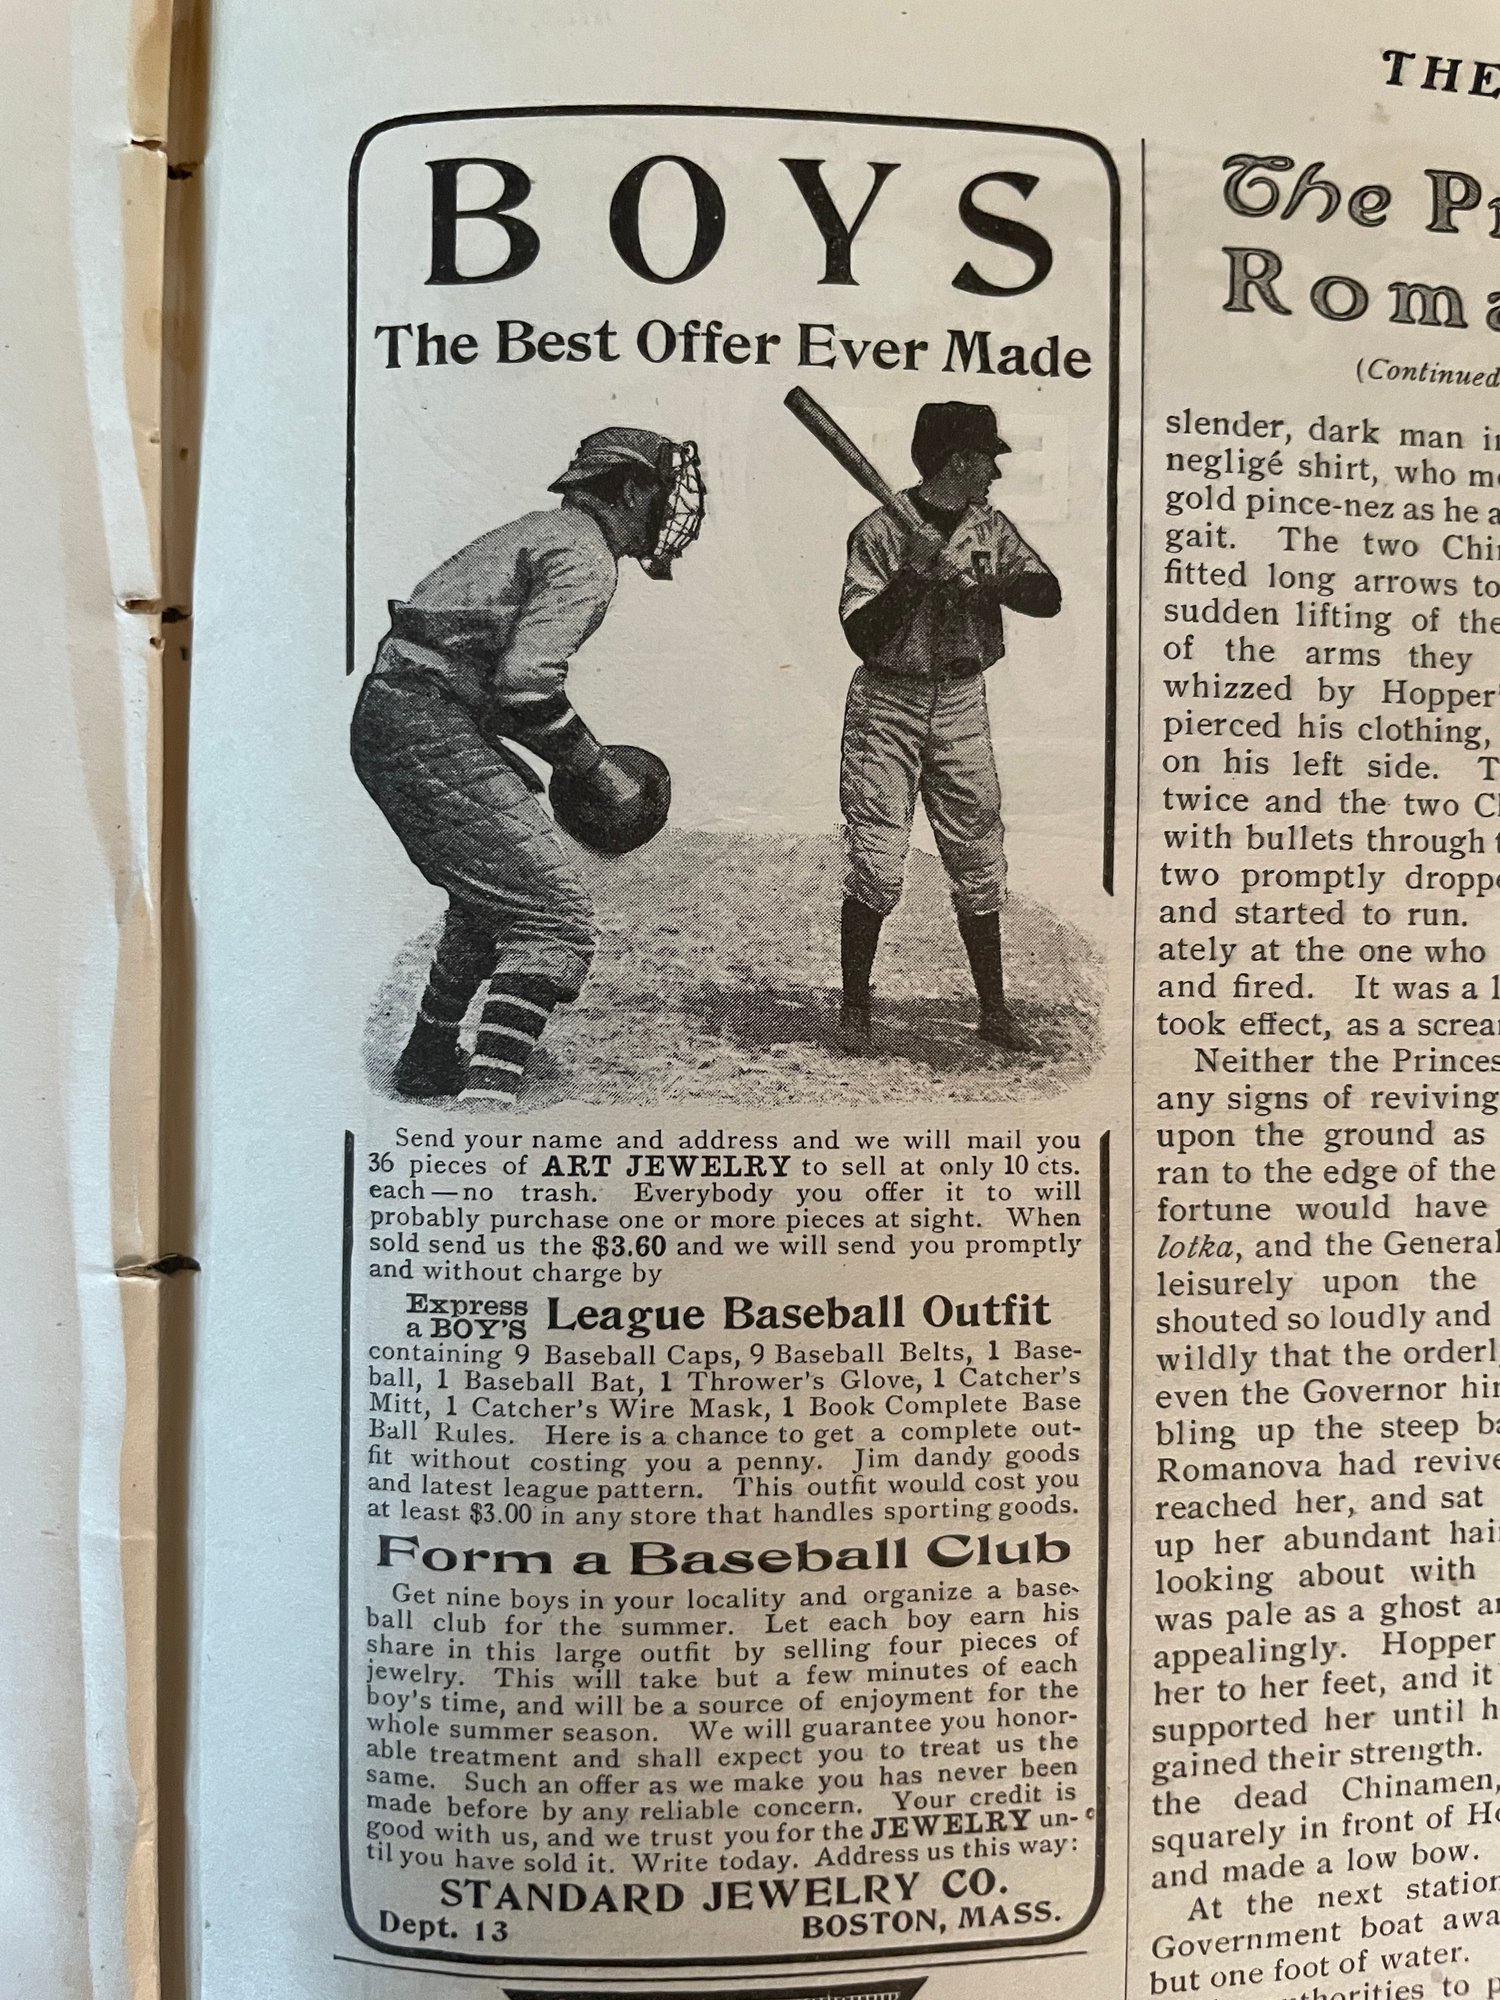 BOYS
The Best Offer Ever Made
Send your name and address and we will mail you
36 pieces of ART JEWELRY to sell at only 10 cts.
each—no trash. Everybody you offer it to will
probably purchase one or more pieces at sight. When
sold send us the $3.60 and we will send you promptly
and without charge by
Express
a BOY'S League Baseball Outfit
containing 9 Baseball Caps, 9 Baseball Belts, 1 Base-
ball, 1 Baseball Bat, 1 Thrower's Glove, 1 Catcher's
Mitt, 1 Catcher's Wire Mask, 1 Book Complete Base
Ball Rules. Here is a chance to get a complete out-
fit without costing you a penny. Jim dandy goods
and latest league pattern. This outfit would cost you
at least $3.00 in any store that handles sporting goods.
Form a Baseball Club
Get nine boys in your locality and organize a base-
ball club for the summer. Let each boy earn his
share in this large outfit by selling four pieces of
jewelry. This will take but a few minutes of each
boy's time, and will be a source of enjoyment for the
whole summer season. We will guarantee you honor-
able treatment and shall expect you to treat us the
same. Such an offer as we make you has never been
made before by any reliable concern. Your credit is
good with us, and we trust you for the JEWELRY un-
til you have sold it. Write today. Address us this way:
STANDARD JEWELRY CO.
Dept. 13 BOSTON, MASS.
THE
The
Roma
(Continued
slender, dark man
negligé shirt, who
gold pince-nez as he
gait. The two
fitted long arrows to
sudden lifting of the
of the arms they
whizzed by Hopper'
pierced his clothing,
on his left side.
twice and the two
with bullets through
two promptly
and started to run.
ately at the one who
and fired. It was a
took effect, as a
Neither the
any signs of reviving
upon the ground as
ran to the edge of the
fortune would have
lotka, and the General
leisurely upon the
shouted so loudly and
wildly that the
even the Governor
bling up the steep
Romanova had
reached her, and sat
up her abundant
looking about with
was pale as a ghost
appealingly. Hopper
her to her feet, and it
supported her until
gained their strength.
the dead Chinamen,
squarely in front of
and made a low bow.
At the next station
Government boat
but one foot of water.